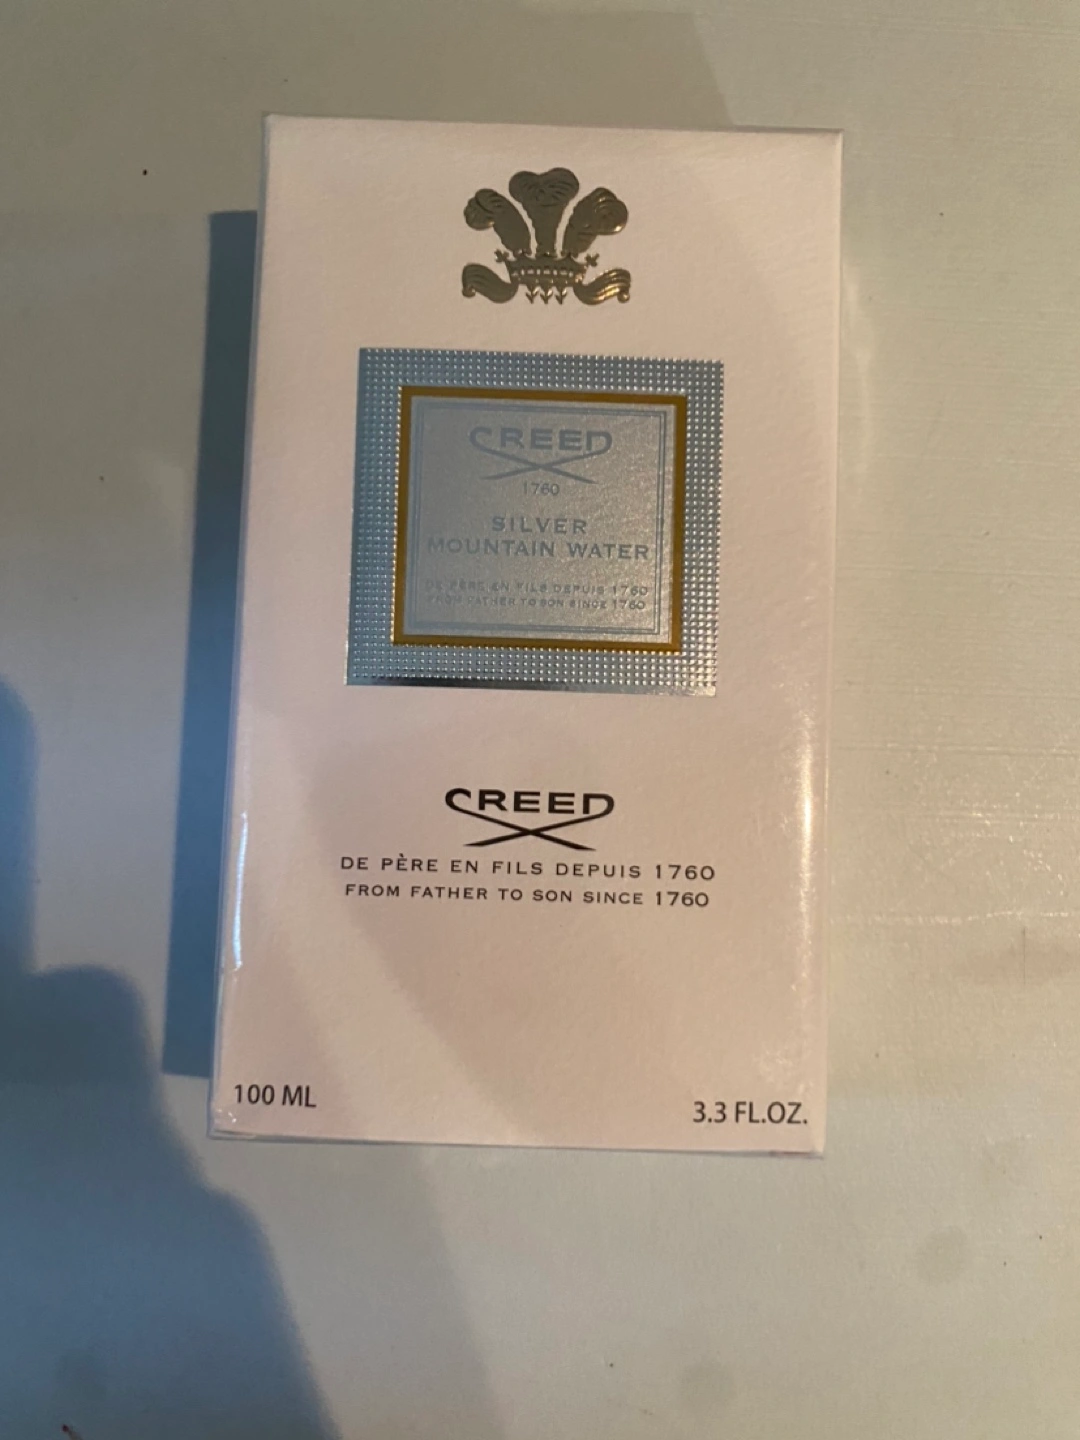 CREED
1760
SILVER
MOUNTAIN WATER
DE PÈRE EN FILS DEPUIS 1760
FROM FATHER TO SON SINCE 1760
CREED
DE PÈRE EN FILS DEPUIS 1760
FROM FATHER TO SON SINCE 1760
100 ML
3.3 FL.OZ.